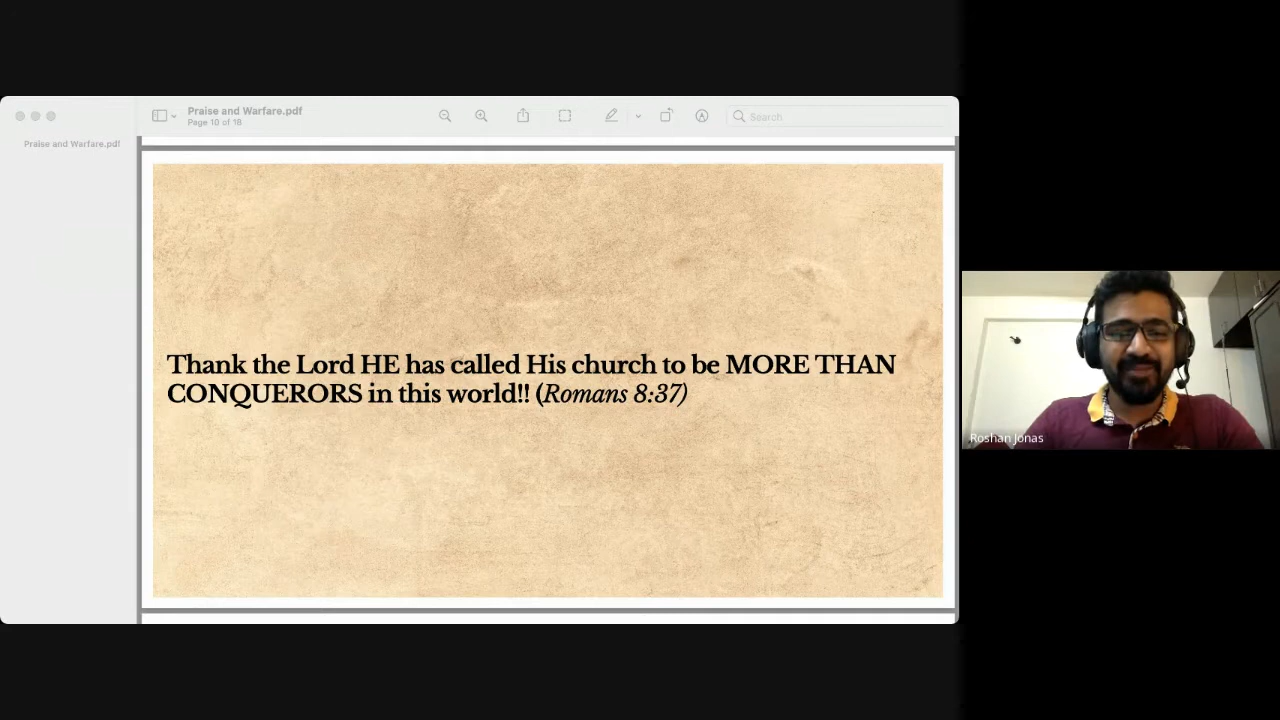 Praise and Warfare.pdf
Page 10 of 18
Search
Praise and Warfare.pdf
Thank the Lord HE has called His church to be MORE THAN
CONQUERORS in this world!! (Romans 8:37)
Roshan Jonas